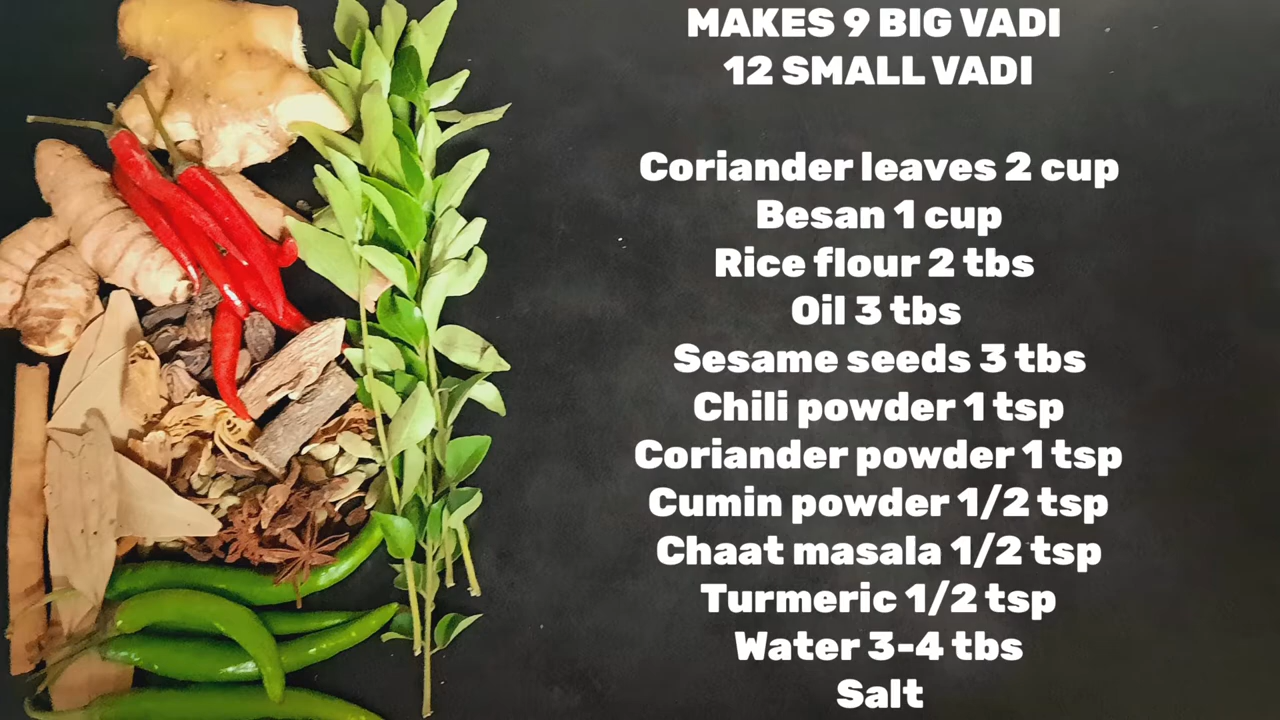 MAKES 9 BIG VADI
12 SMALL VADI
Coriander leaves 2 cup
Besan 1 cup
Rice flour 2 tbs
Oil 3 tbs
Sesame seeds 3 tbs
Chili powder 1 tsp
Coriander powder 1 tsp
Cumin powder 1/2 tsp
Chaat masala 1/2 tsp
Turmeric 1/2 tsp
Water 3-4 tbs
Salt